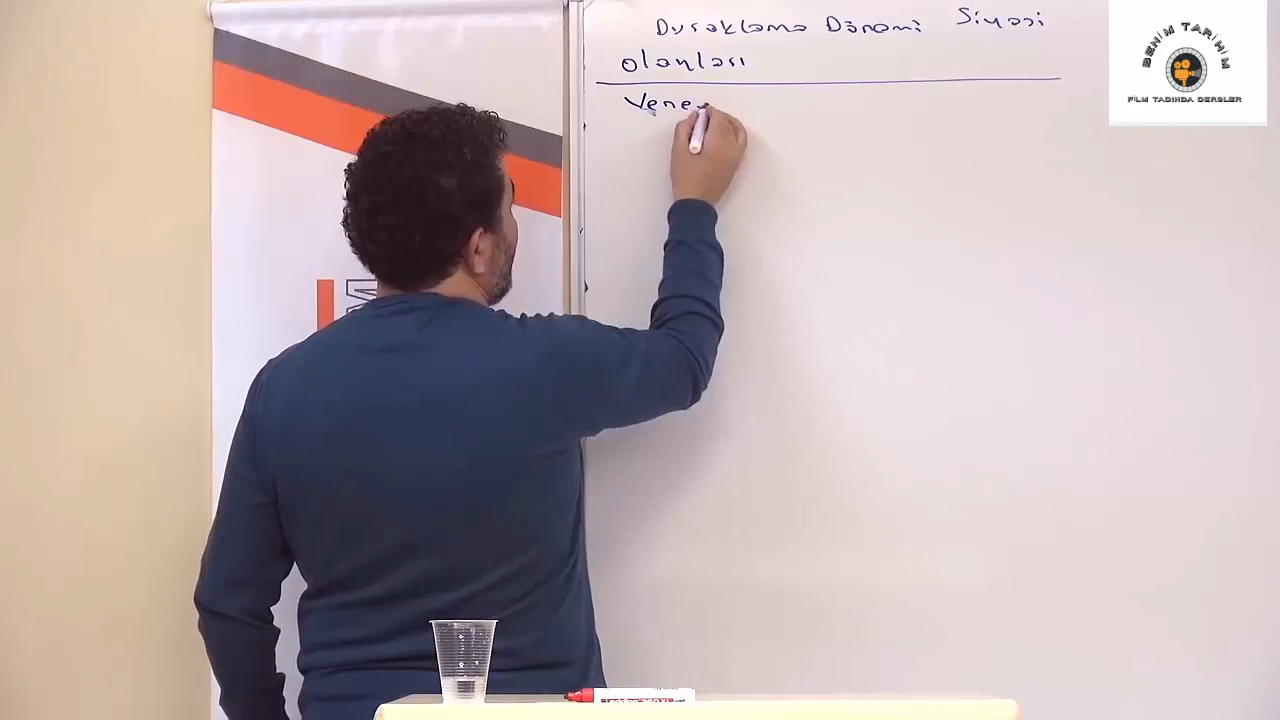 Duraklama Dönemi Siyasi
olayları
Vene
BENİM TARİHİM
FİLM TADINDA DERSLER